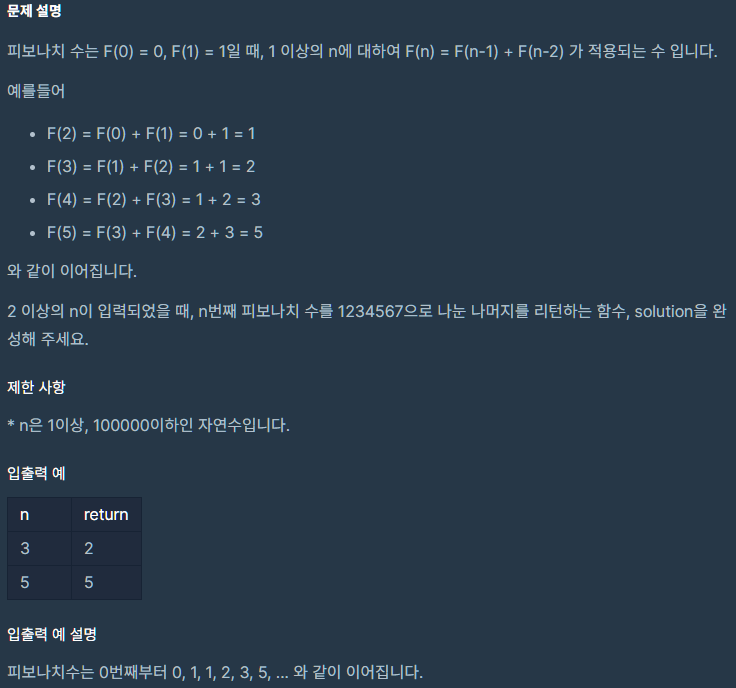 문제 설명
피보나치 수는 F(0) = 0, F(1) = 1일 때, 1 이상의 n에 대하여 F(n) = F(n-1) + F(n-2) 가 적용되는 수 입니다.
예를들어
• F(2) = F(0) + F(1) = 0 + 1 = 1
• F(3) = F(1) + F(2) = 1 + 1 = 2
• F(4) = F(2) + F(3) = 1 + 2 = 3
• F(5) = F(3) + F(4) = 2 + 3 = 5
와 같이 이어집니다.
2 이상의 n이 입력되었을 때, n번째 피보나치 수를 1234567으로 나눈 나머지를 리턴하는 함수, solution을 완
성해 주세요.
제한 사항
* n은 1이상, 100000이하인 자연수입니다.
입출력 예
n return
3 2
5 5
입출력 예 설명
피보나치수는 0번째부터 0, 1, 1, 2, 3, 5, ... 와 같이 이어집니다.